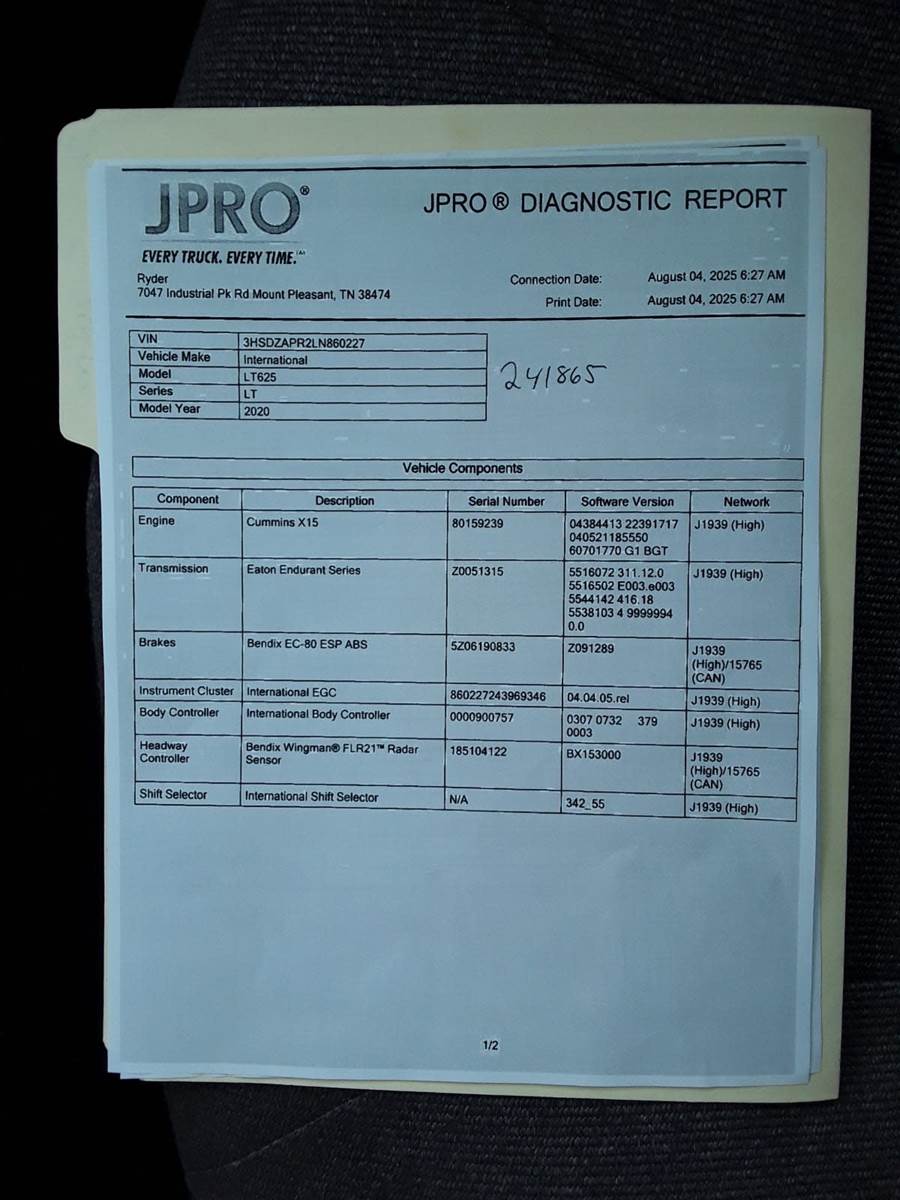 JPRO®
JPRO® DIAGNOSTIC REPORT
EVERY TRUCK. EVERY TIME.
Ryder
7047 Industrial Pk Rd Mount Pleasant, TN 38474
Connection Date: August 04, 2025 6:27 AM
Print Date: August 04, 2025 6:27 AM
VIN 3HSDZAPR2LN860227
Vehicle Make International
Model LT625
Series LT
Model Year 2020
241865
Vehicle Components
Component Description Serial Number Software Version Network
Engine Cummins X15 80159239 04384413 22391717 J1939 (High)
040521185550
60701770 G1 BGT
Transmission Eaton Endurant Series Z0051315 5516072 311.12.0 J1939 (High)
5516502 E003.e003
5544142 416.18
5538103 4 9999994
0.0
Brakes Bendix EC-80 ESP ABS 5Z06190833 Z091289 J1939
(High)/15765
(CAN)
Instrument Cluster International EGC 860227243969346 04.04.05.rel J1939 (High)
Body Controller International Body Controller 0000900757 0307 0732 379 J1939 (High)
0003
Headway Bendix Wingman® FLR21™ Radar 185104122 BX153000 J1939
Controller Sensor (High)/15765
(CAN)
Shift Selector International Shift Selector N/A 342_55 J1939 (High)
1/2